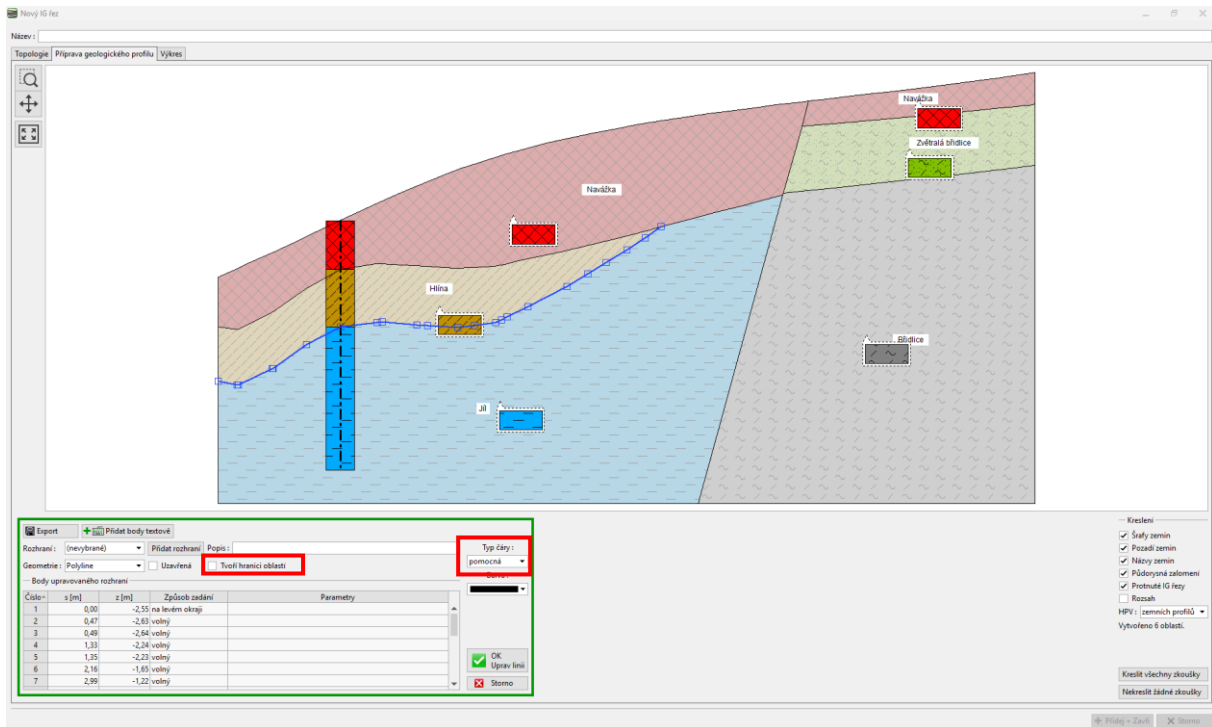 Nový IG řez
Název :
Topologie Příprava geologického profilu Výkres
Navážka
Zvětralá břidlice
Navážka
Hlína
Břidlice
Jíl
Export Přidat body textově
Rozhraní : (nevybrané) Přidat rozhraní Popis :
Geometrie : Polyline Uzavřená Tvoří hranici oblastí
Typ čáry :
pomocná
Body upravovaného rozhraní
Číslo s [m] z [m] Způsob zadání Parametry
1 0,00 -2,55 na levém okraji
2 0,47 -2,63 volný
3 0,49 -2,64 volný
4 1,33 -2,24 volný
5 1,35 -2,23 volný
6 2,16 -1,65 volný
7 2,99 -1,22 volný
OK
Uprav linii
Storno
Kreslení
Šrafy zemin
Pozadí zemin
Názvy zemin
Půdorysná zalomení
Protnuté IG řezy
Rozsah
HPV : zemních profilů
Vytvořeno 6 oblastí.
Kreslit všechny zkoušky
Nekreslit žádné zkoušky
Přidej + Zavři Storno